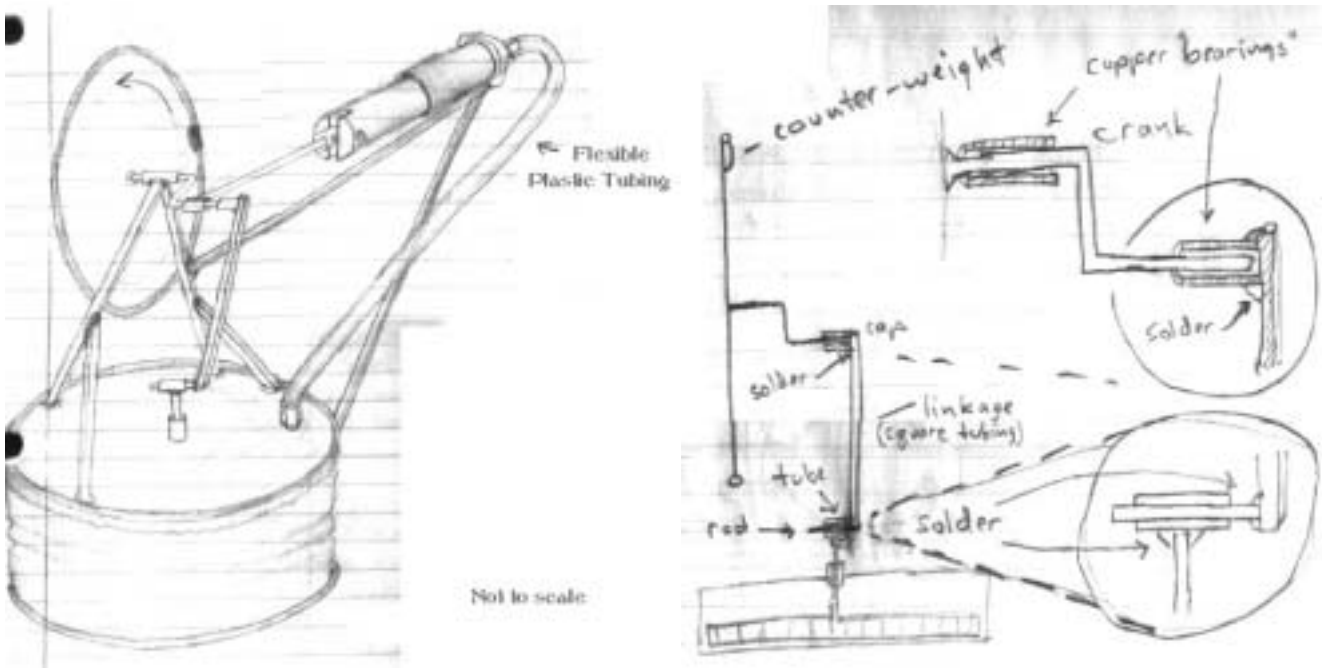 Flexible
Plastic Tubing
Not to scale
counter-weight
copper bearings"
crank
solder
cap
solder
linkage
(square tubing)
tube
rod
solder